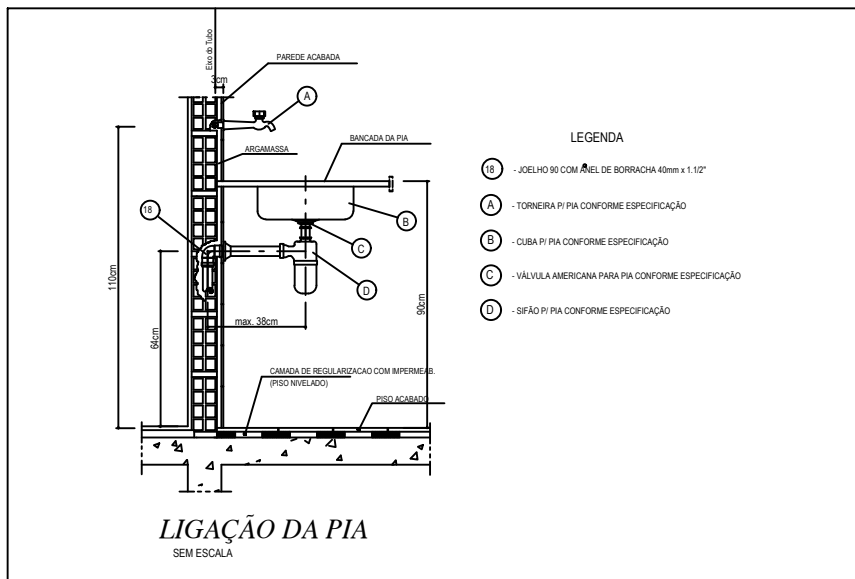 Eixo do Tubo
PAREDE ACABADA
3cm
A
ARGAMASSA
BANCADA DA PIA
18
B
C
D
110cm
64cm
90cm
max. 38cm
CAMADA DE REGULARIZACAO COM IMPERMEAB.
(PISO NIVELADO)
PISO ACABADO
LEGENDA
18 - JOELHO 90 COM ANEL DE BORRACHA 40mm x 1.1/2"
A - TORNEIRA P/ PIA CONFORME ESPECIFICAÇÃO
B - CUBA P/ PIA CONFORME ESPECIFICAÇÃO
C - VÁLVULA AMERICANA PARA PIA CONFORME ESPECIFICAÇÃO
D - SIFÃO P/ PIA CONFORME ESPECIFICAÇÃO
LIGAÇÃO DA PIA
SEM ESCALA